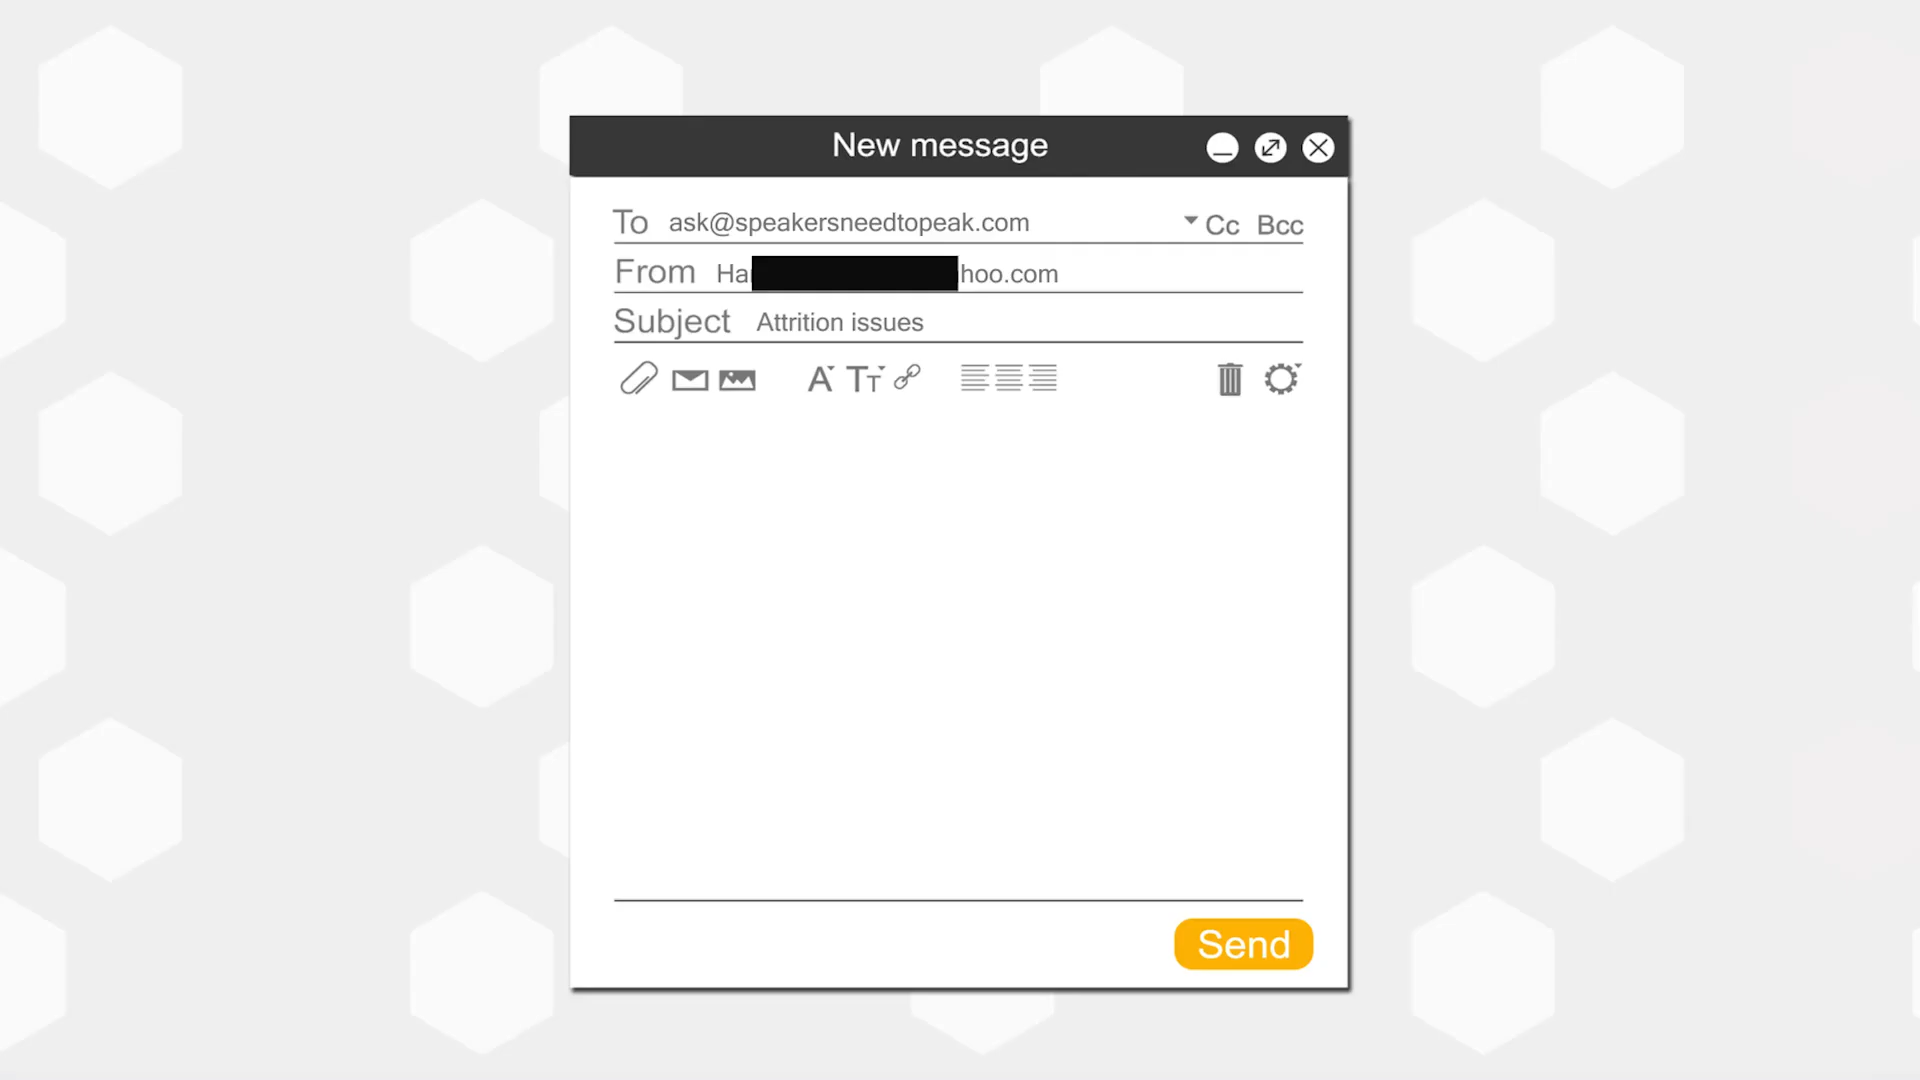 New message
To ask@speakersneedtopeak.com Cc Bcc
From Ha hoo.com
Subject Attrition issues
Send